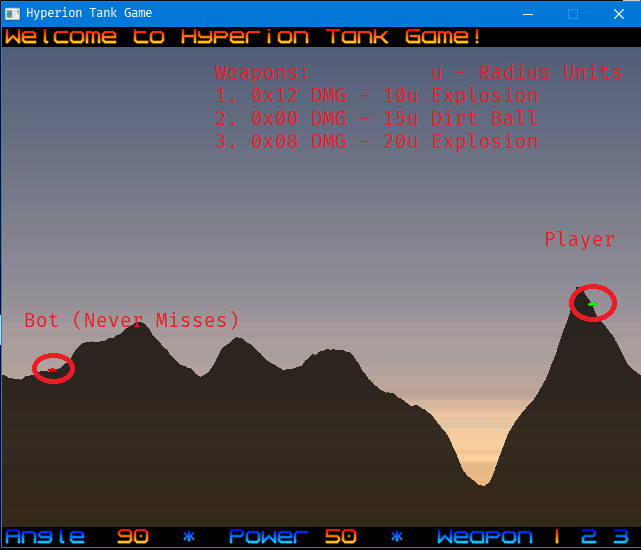 Hyperion Tank Game
Welcome to Hyperion Tank Game!
Weapons: u - Radius Units
1. 0x12 DMG - 10u Explosion
2. 0x00 DMG - 15u Dirt Ball
3. 0x08 DMG - 20u Explosion
Player
Bot (Never Misses)
Angle 90 * Power 50 * Weapon 1 2 3